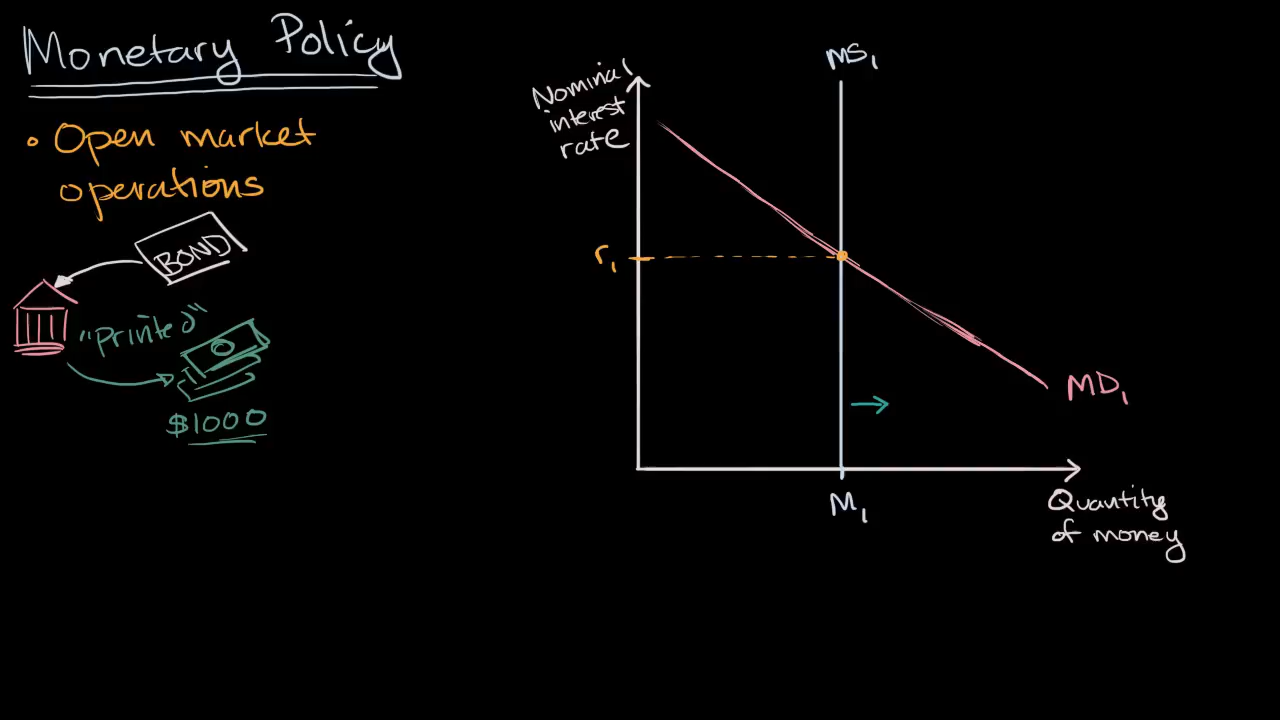 Monetary Policy
• Open market
operations
BOND
"Printed"
$1000
MS₁
Nominal
interest
rate
r₁
MD₁
M₁
Quantity
of money